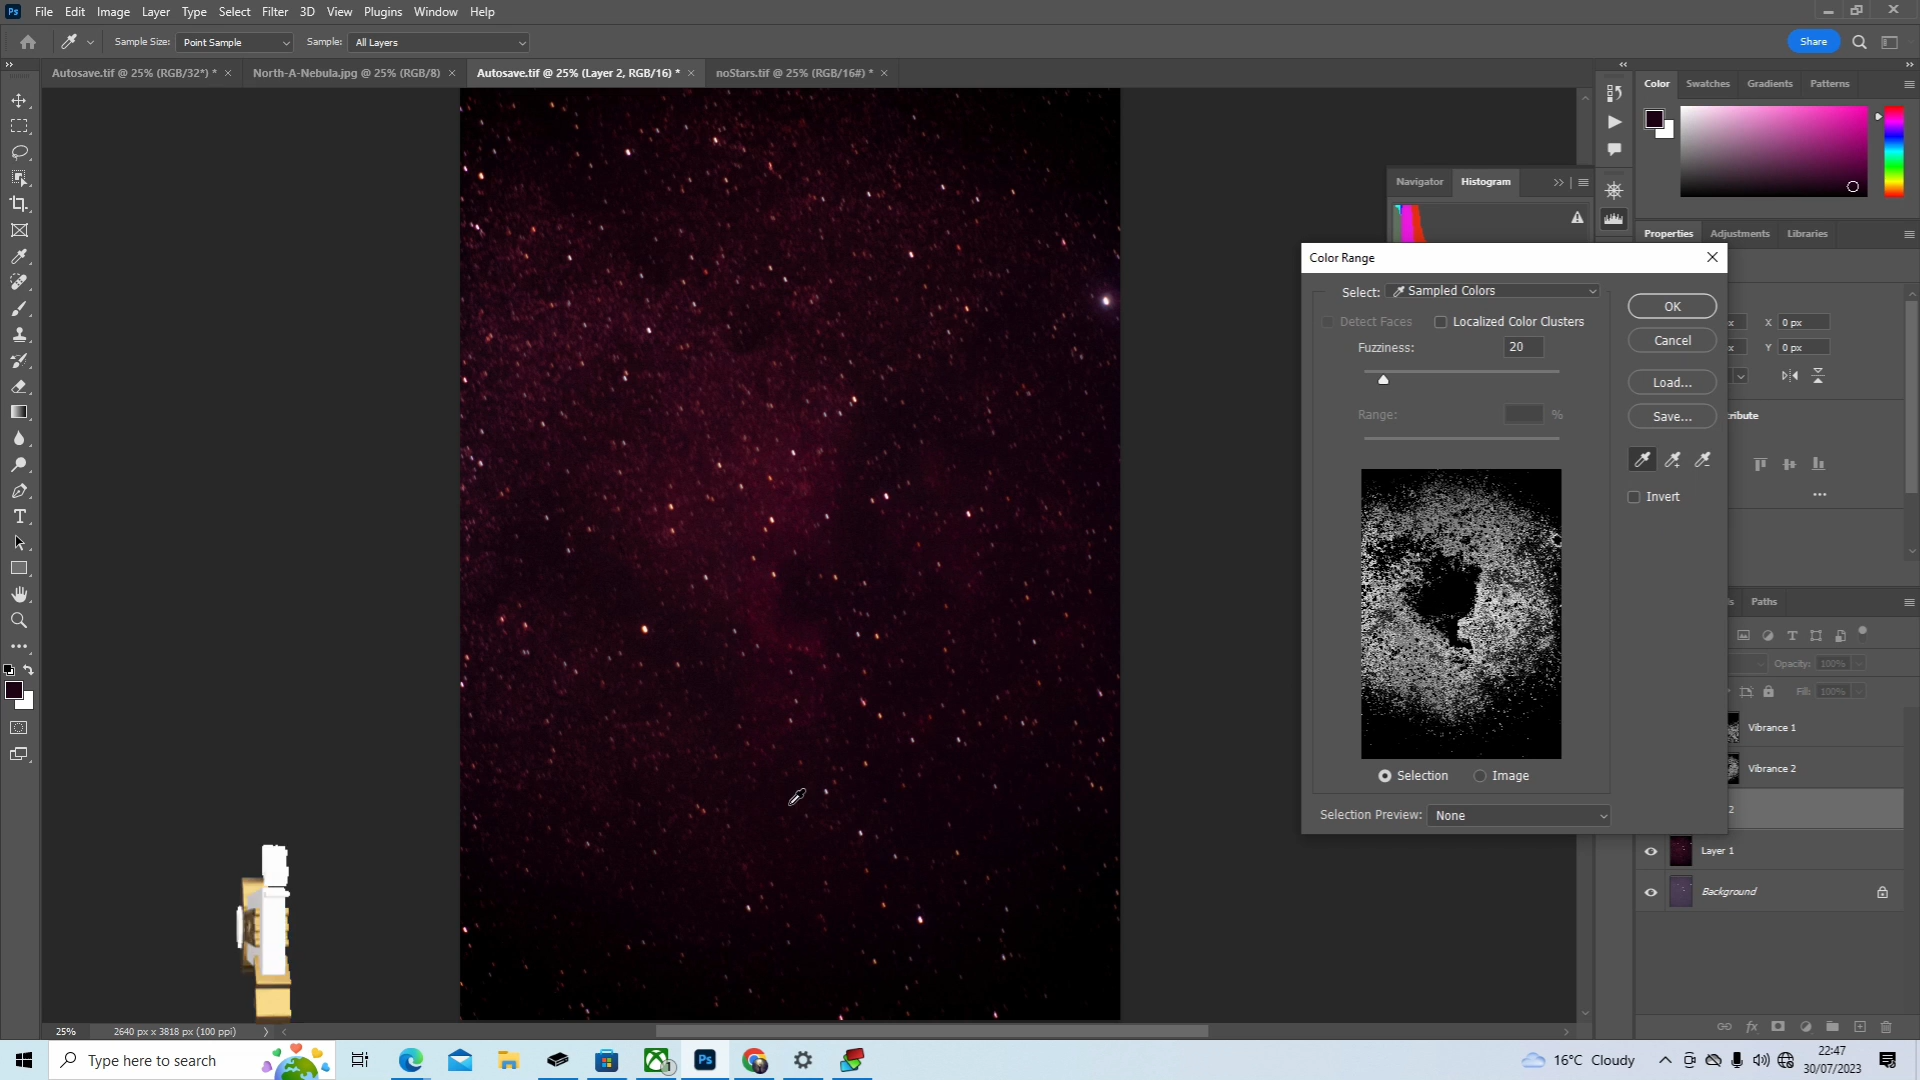 Ps File Edit Image Layer Type Select Filter 3D View Plugins Window Help
Sample Size: Point Sample Sample: All Layers Share
Autosave.tif @ 25% (RGB/32*) * × North-A-Nebula.jpg @ 25% (RGB/8) × Autosave.tif @ 25% (Layer 2, RGB/16) * × noStars.tif @ 25% (RGB/16#) * ×
Color Swatches Gradients Patterns
Navigator Histogram
Properties Adjustments Libraries
Color Range
Select: Sampled Colors
OK
Detect Faces Localized Color Clusters
X 0 px
Fuzziness: 20
Cancel
Y 0 px
Load...
Range: %
Save...
Invert
Paths
Opacity: 100%
Fill: 100%
Vibrance 1
Vibrance 2
Selection Image
2
Selection Preview: None
Layer 1
Background
25% 2640 px x 3818 px (100 ppi)
Type here to search
1
Ps
16°C Cloudy
22:47
30/07/2023